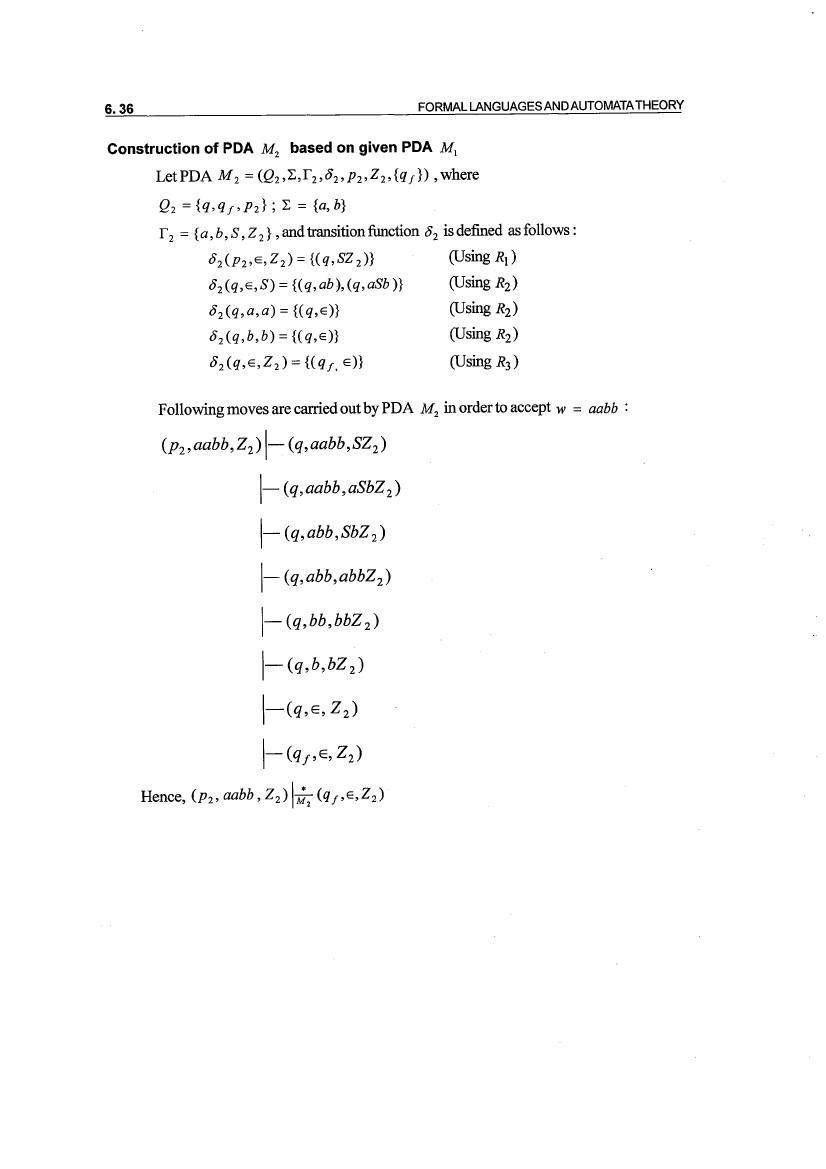 6. 36 FORMAL LANGUAGES AND AUTOMATA THEORY
Construction of PDA M₂ based on given PDA M₁
Let PDA M₂ = (Q₂,Σ,Γ₂,δ₂,p₂,Z₂,{q_f}) , where
Q₂ = {q,q_f,p₂} ; Σ = {a, b}
Γ₂ = {a,b,S,Z₂} , and transition function δ₂ is defined as follows :
δ₂(p₂,∈,Z₂) = {(q,SZ₂)} (Using R₁)
δ₂(q,∈,S) = {(q,ab),(q,aSb)} (Using R₂)
δ₂(q,a,a) = {(q,∈)} (Using R₂)
δ₂(q,b,b) = {(q,∈)} (Using R₂)
δ₂(q,∈,Z₂) = {(q_f, ∈)} (Using R₃)
Following moves are carried out by PDA M₂ in order to accept w = aabb :
(p₂,aabb,Z₂) |— (q,aabb,SZ₂)
|— (q,aabb,aSbZ₂)
|— (q,abb,SbZ₂)
|— (q,abb,abbZ₂)
|— (q,bb,bbZ₂)
|— (q,b,bZ₂)
|— (q,∈, Z₂)
|— (q_f,∈, Z₂)
Hence, (p₂, aabb , Z₂) |—*_M₂ (q_f,∈,Z₂)